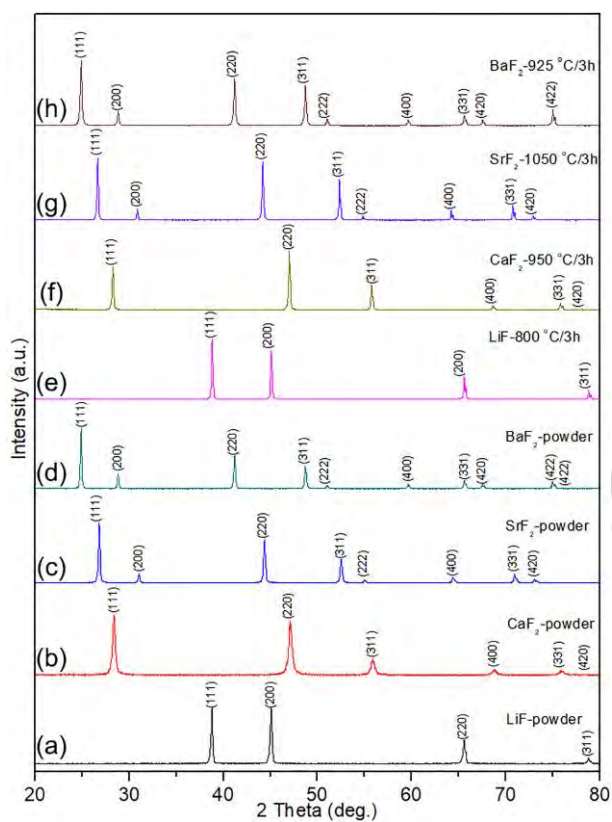 (111)
(200)
(220)
(311)
(222)
(400)
(331)
(420)
(422)
BaF2-925 °C/3h
(h)
(111)
(200)
(220)
(311)
(222)
(400)
(331)
(420)
SrF2-1050 °C/3h
(g)
(111)
(220)
(311)
(400)
(331)
(420)
CaF2-950 °C/3h
(f)
(111)
(200)
(200)
(311)
LiF-800 °C/3h
(e)
(111)
(200)
(220)
(311)
(222)
(400)
(331)
(420)
(422)
(422)
BaF2-powder
(d)
(111)
(200)
(220)
(311)
(222)
(400)
(331)
(420)
SrF2-powder
(c)
(111)
(220)
(311)
(400)
(331)
(420)
CaF2-powder
(b)
(111)
(200)
(220)
(311)
LiF-powder
(a)
Intensity (a.u.)
20 30 40 50 60 70 80
2 Theta (deg.)